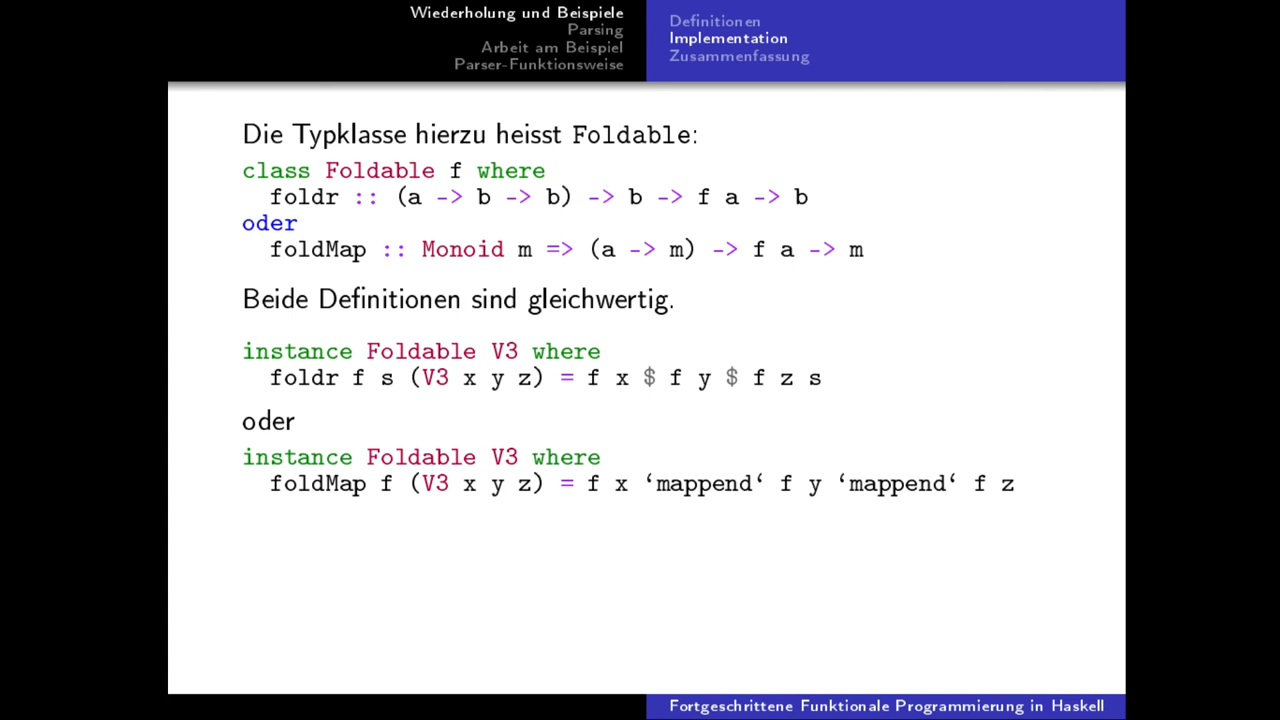 Wiederholung und Beispiele
Parsing
Arbeit am Beispiel
Parser-Funktionsweise
Definitionen
Implementation
Zusammenfassung
Die Typklasse hierzu heisst Foldable:
class Foldable f where
  foldr :: (a -> b -> b) -> b -> f a -> b
oder
  foldMap :: Monoid m => (a -> m) -> f a -> m
Beide Definitionen sind gleichwertig.
instance Foldable V3 where
  foldr f s (V3 x y z) = f x $ f y $ f z s
oder
instance Foldable V3 where
  foldMap f (V3 x y z) = f x ‘mappend‘ f y ‘mappend‘ f z
Fortgeschrittene Funktionale Programmierung in Haskell